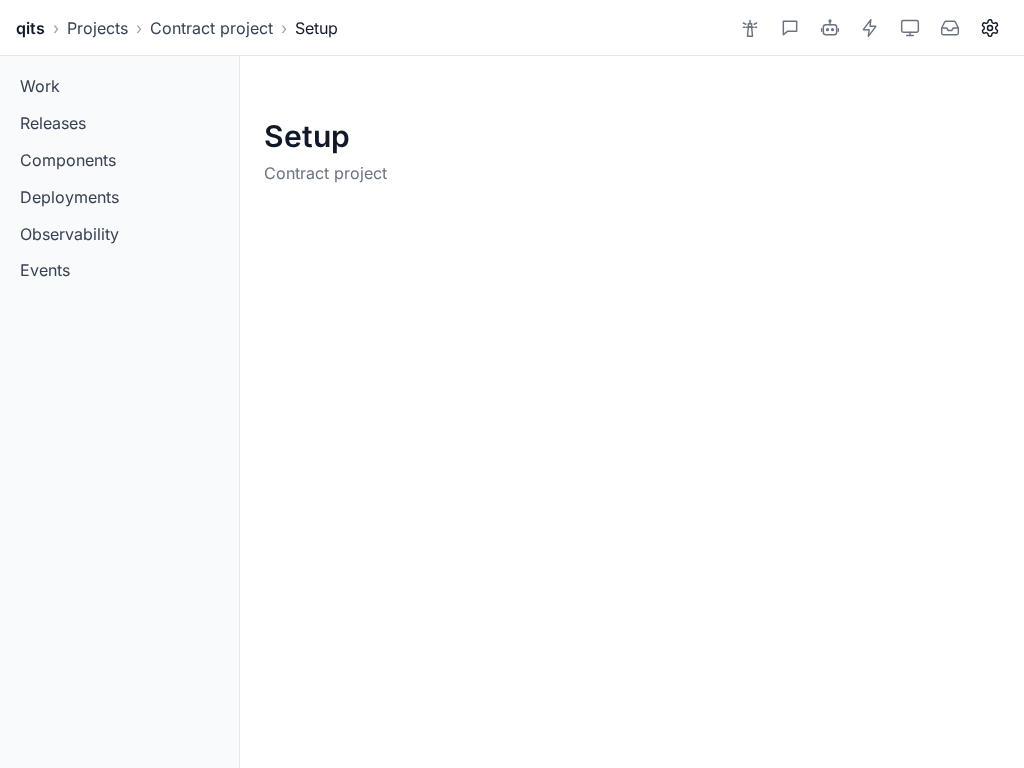 qits › Projects › Contract project › Setup
Work
Releases
Components
Deployments
Observability
Events
Setup
Contract project